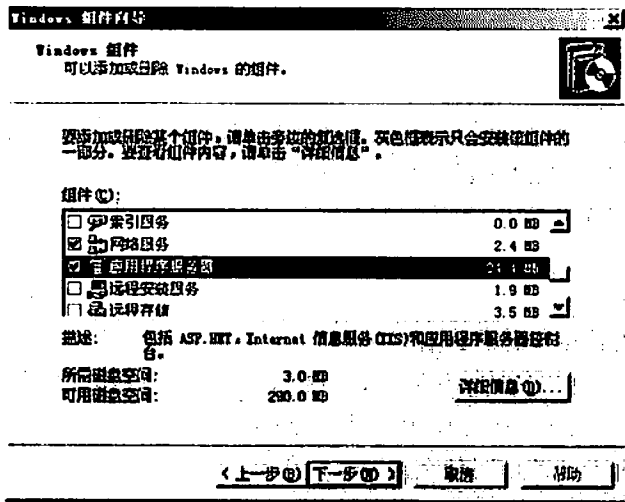 Windows 组件向导
Windows 组件
可以添加或删除 Windows 的组件。
要添加或删除某个组件，请单击旁边的复选框。灰色框表示只会安装该组件的
一部分。要查看组件内容，请单击“详细信息”。
组件(C):
索引服务 0.0 MB
网络服务 2.4 MB
应用程序服务器
远程安装服务 1.9 MB
远程存储 3.5 MB
描述: 包括 ASP.NET，Internet 信息服务(IIS)和应用程序服务器控制
台。
所需磁盘空间: 3.0 MB
可用磁盘空间: 290.0 MB
详细信息(D)...
< 上一步(B) 下一步(N) > 取消 帮助